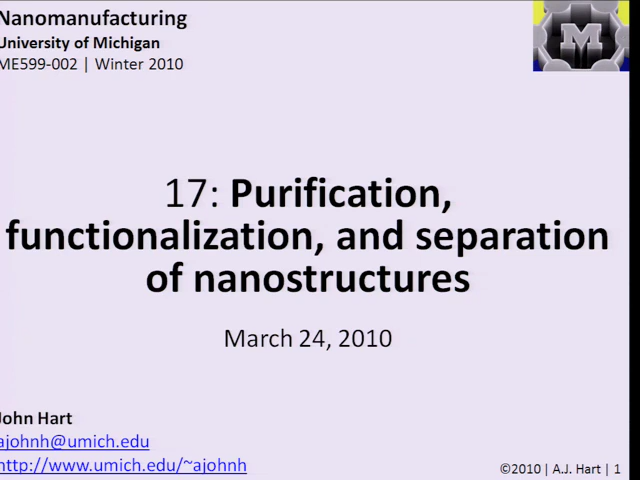 Nanomanufacturing
University of Michigan
ME599-002 | Winter 2010
M
17: Purification,
functionalization, and separation
of nanostructures
March 24, 2010
John Hart
ajohnh@umich.edu
http://www.umich.edu/~ajohnh
©2010 | A.J. Hart | 1